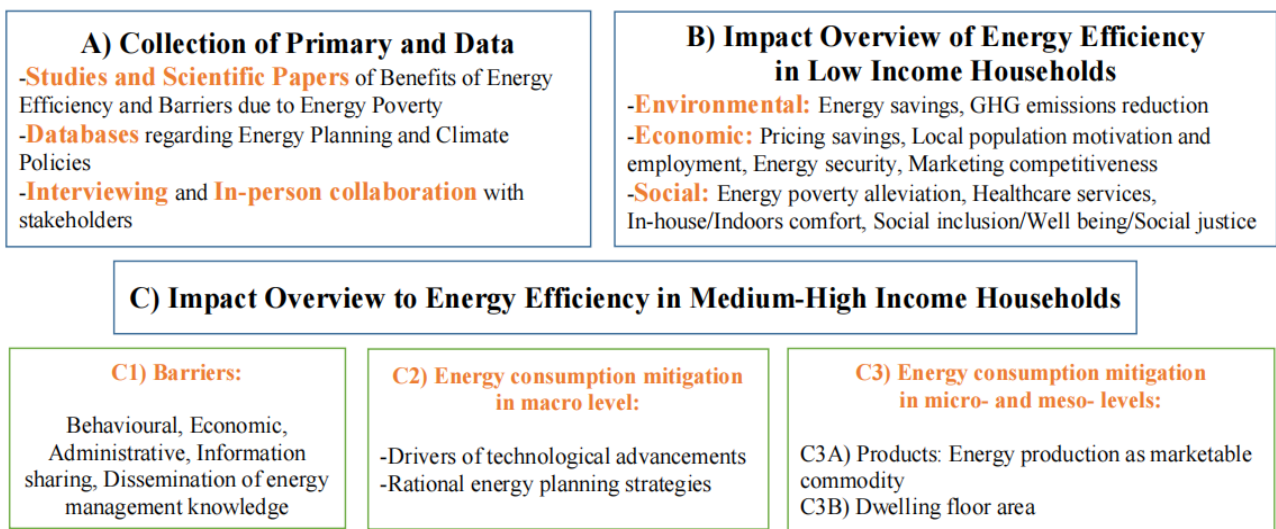 A) Collection of Primary and Data
-Studies and Scientific Papers of Benefits of Energy
Efficiency and Barriers due to Energy Poverty
-Databases regarding Energy Planning and Climate
Policies
-Interviewing and In-person collaboration with
stakeholders
B) Impact Overview of Energy Efficiency
in Low Income Households
-Environmental: Energy savings, GHG emissions reduction
-Economic: Pricing savings, Local population motivation and
employment, Energy security, Marketing competitiveness
-Social: Energy poverty alleviation, Healthcare services,
In-house/Indoors comfort, Social inclusion/Well being/Social justice
C) Impact Overview to Energy Efficiency in Medium-High Income Households
C1) Barriers:
Behavioural, Economic,
Administrative, Information
sharing, Dissemination of energy
management knowledge
C2) Energy consumption mitigation
in macro level:
-Drivers of technological advancements
-Rational energy planning strategies
C3) Energy consumption mitigation
in micro- and meso- levels:
C3A) Products: Energy production as marketable
commodity
C3B) Dwelling floor area